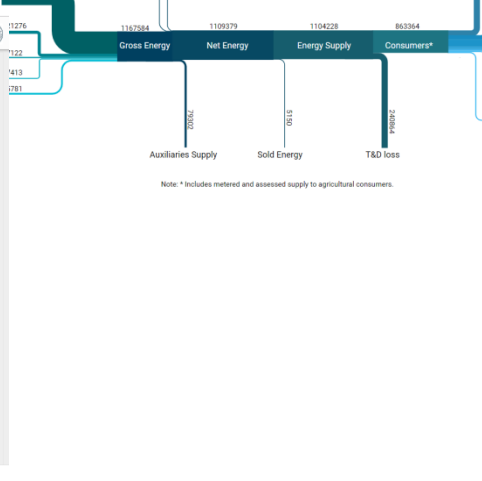 1276
1167584
1109379
1104228
863364
Gross Energy
Net Energy
Energy Supply
Consumers*
7122
7413
5781
79302
5150
240864
Auxiliaries Supply
Sold Energy
T&D loss
Note: * Includes metered and assessed supply to agricultural consumers.